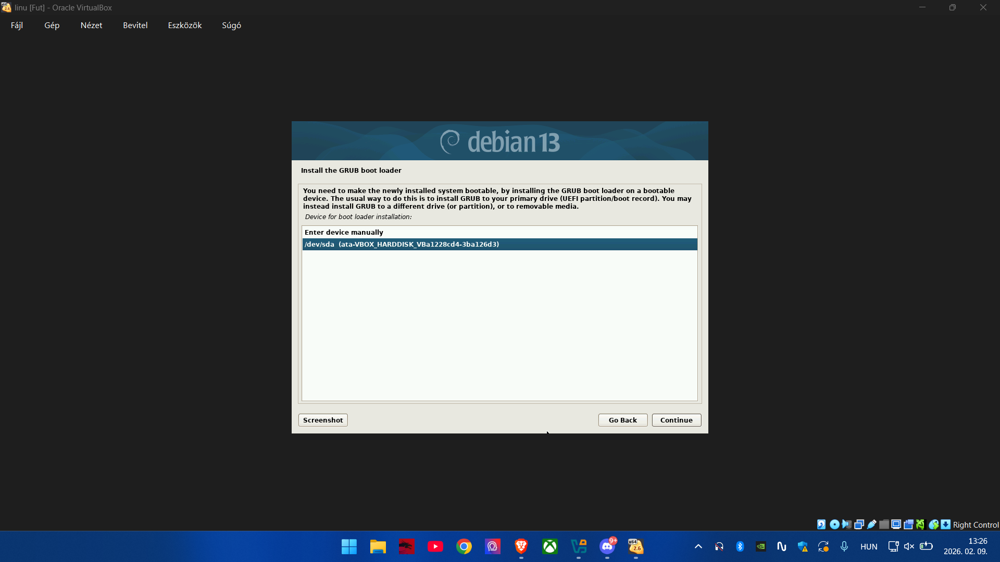 linu [Fut] - Oracle VirtualBox
Fájl Gép Nézet Bevitel Eszközök Súgó
debian 13
Install the GRUB boot loader
You need to make the newly installed system bootable, by installing the GRUB boot loader on a bootable
device. The usual way to do this is to install GRUB to your primary drive (UEFI partition/boot record). You may
instead install GRUB to a different drive (or partition), or to removable media.
Device for boot loader installation:
Enter device manually
/dev/sda (ata-VBOX_HARDDISK_VBa1228cd4-3ba126d3)
Screenshot Go Back Continue
Right Control
9+
x64
2.6
HUN
13:26
2026. 02. 09.